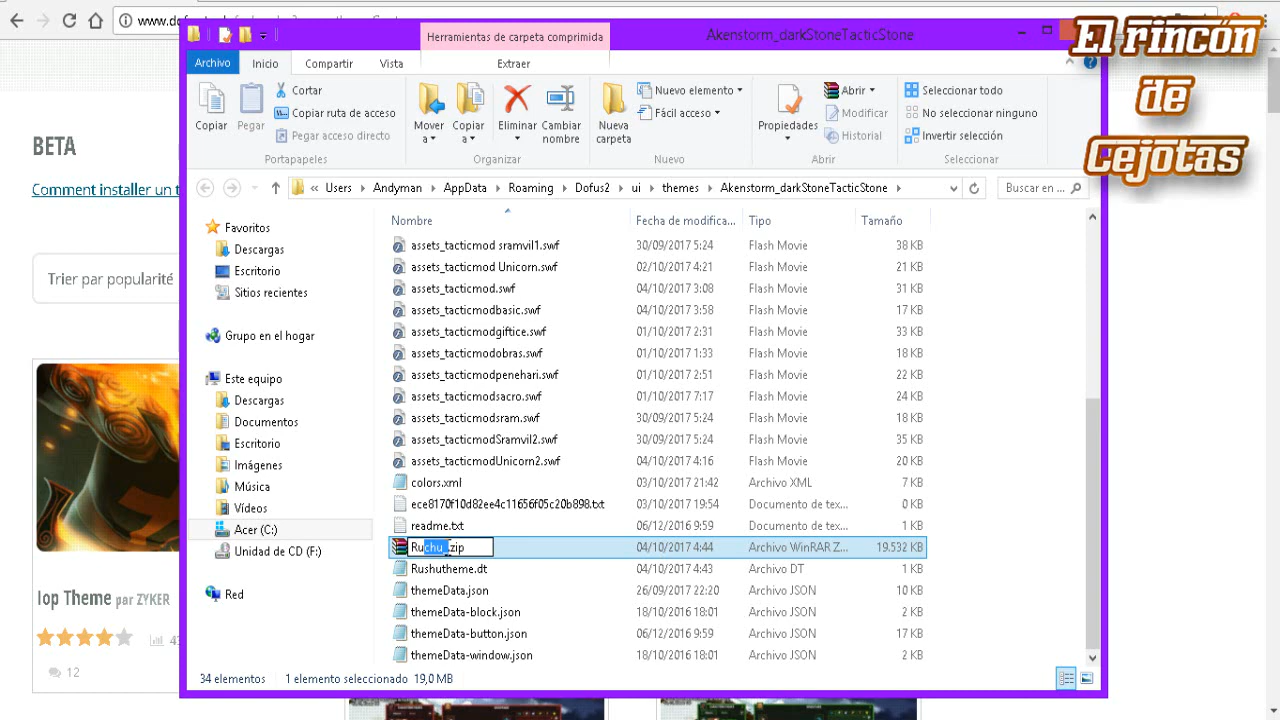 www.do
Herramientas de carpeta comprimida
Akenstorm_darkStoneTacticStone
El rincón
de
Cejotas
Archivo
Inicio
Compartir
Vista
Extraer
Copiar
Pegar
Cortar
Copiar ruta de acceso
Pegar acceso directo
Portapapeles
Mover
a
Copiar
a
Eliminar
Cambiar
nombre
Organizar
Nueva
carpeta
Nuevo elemento
Fácil acceso
Nuevo
Propiedades
Abrir
Modificar
Historial
Abrir
Seleccionar todo
No seleccionar ninguno
Invertir selección
Seleccionar
« Users Andyman AppData Roaming Dofus2 ui themes Akenstorm_darkStoneTacticStone
Buscar en ...
BETA
Comment installer un t
Trier par popularité
Iop Theme par ZYKER
12
Favoritos
Descargas
Escritorio
Sitios recientes
Grupo en el hogar
Este equipo
Descargas
Documentos
Escritorio
Imágenes
Música
Vídeos
Acer (C:)
Unidad de CD (F:)
Red
Nombre Fecha de modifica... Tipo Tamaño
assets_tacticmod sramvil1.swf 30/09/2017 5:24 Flash Movie 38 KB
assets_tacticmod Unicorn.swf 02/10/2017 4:21 Flash Movie 21 KB
assets_tacticmod.swf 04/10/2017 3:08 Flash Movie 31 KB
assets_tacticmodbasic.swf 04/10/2017 3:58 Flash Movie 17 KB
assets_tacticmodgiftice.swf 01/10/2017 2:31 Flash Movie 33 KB
assets_tacticmodobras.swf 01/10/2017 1:33 Flash Movie 18 KB
assets_tacticmodpenehari.swf 01/10/2017 2:51 Flash Movie 22 KB
assets_tacticmodsacro.swf 01/10/2017 7:17 Flash Movie 24 KB
assets_tacticmodsram.swf 30/09/2017 5:24 Flash Movie 18 KB
assets_tacticmodSramvil2.swf 30/09/2017 5:24 Flash Movie 35 KB
assets_tacticmodUnicorn2.swf 04/10/2017 4:16 Flash Movie 20 KB
colors.xml 03/10/2017 21:42 Archivo XML 7 KB
ece8170f10d82ee4c11656f05c20b898.txt 03/10/2017 19:54 Documento de tex... 0 KB
readme.txt 06/12/2016 9:59 Documento de tex... 1 KB
Ruchu_.zip 04/10/2017 4:44 Archivo WinRAR Z... 19.532 KB
Rushutheme.dt 04/10/2017 4:43 Archivo DT 1 KB
themeData.json 26/09/2017 22:20 Archivo JSON 10 KB
themeData-block.json 18/10/2016 18:01 Archivo JSON 2 KB
themeData-button.json 06/12/2016 9:59 Archivo JSON 17 KB
themeData-window.json 18/10/2016 18:01 Archivo JSON 2 KB
34 elementos 1 elemento seleccionado 19,0 MB